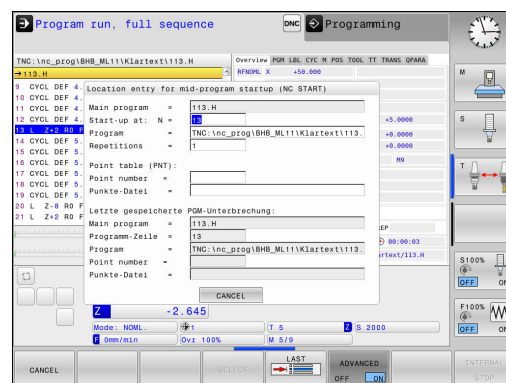 Program run, full sequence
DNC
Programming
TNC:\nc_prog\BHB_ML11\Klartext\113.H
Overview PGM LBL CYC M POS TOOL TT TRANS QPARA
→113.H
RFNOML X +50.000
9 CYCL DEF 4.
10 CYCL DEF 4.
11 CYCL DEF 4.
12 CYCL DEF 4.
13 L Z+2 R0 F
14 CYCL DEF 5.
15 CYCL DEF 5.
16 CYCL DEF 5.
17 CYCL DEF 5.
18 CYCL DEF 5.
19 CYCL DEF 5.
20 L Z-8 R0 F
21 L Z+2 R0 F
Location entry for mid-program startup (NC START)
Main program = 113.H
Start-up at: N = 13
Program = TNC:\nc_prog\BHB_ML11\Klartext\113.
Repetitions = 1
Point table (PNT):
Point number =
Punkte-Datei =
Letzte gespeicherte PGM-Unterbrechung:
Main program = 113.H
Programm-Zeile = 13
Program = TNC:\nc_prog\BHB_ML11\Klartext\113.
Point number =
Punkte-Datei =
CANCEL
+5.0000
+0.0000
+0.0000
M9
EP
00:00:03
rtext/113.H
Z -2.645
Mode: NOML. 1 T 5 Z S 2000
F 0mm/min Ovr 100% M 5/9
M
S
T
S100%
OFF ON
F100%
OFF ON
CANCEL
SELECT
LAST
ADVANCED
OFF ON
INTERNAL
STOP